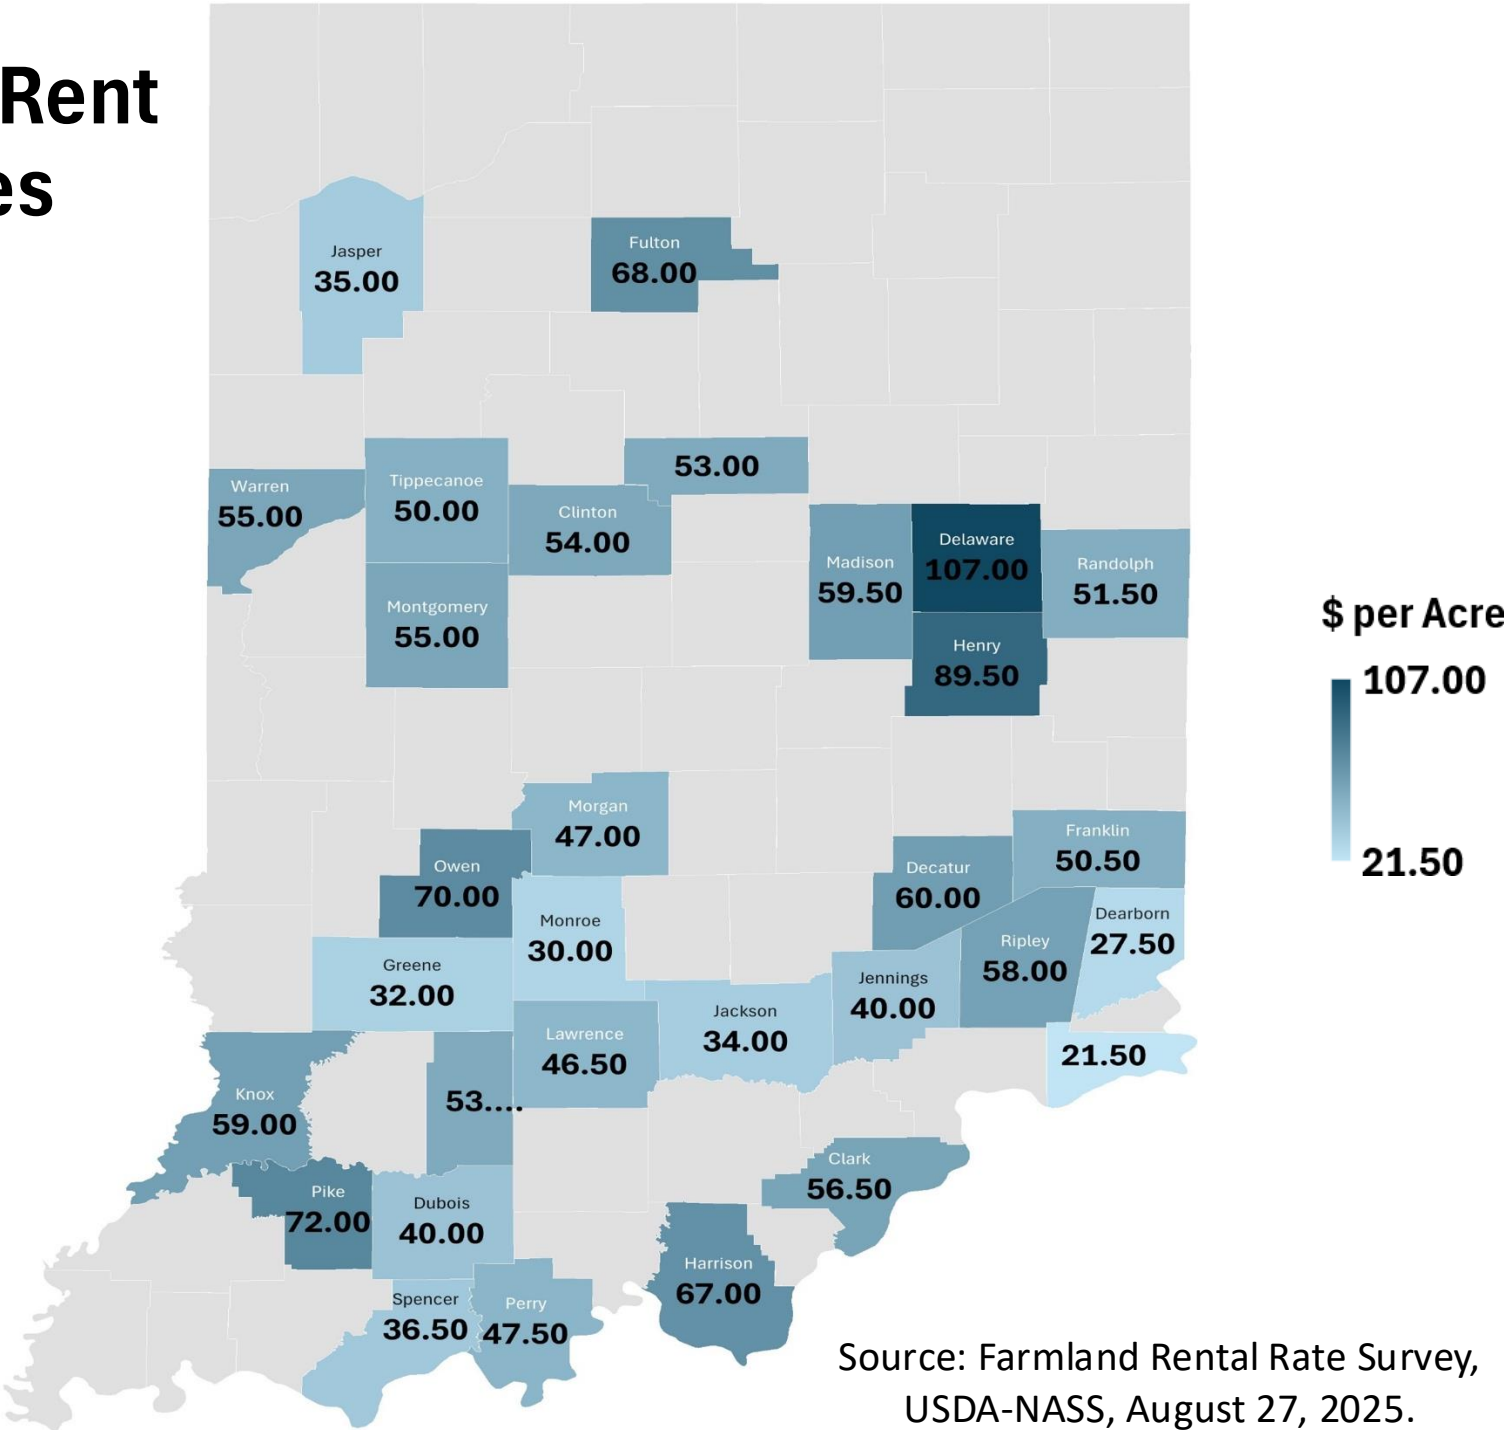 Rent
es
Jasper
35.00
Fulton
68.00
53.00
Warren
55.00
Tippecanoe
50.00
Clinton
54.00
Madison
59.50
Delaware
107.00
Randolph
51.50
Montgomery
55.00
Henry
89.50
$ per Acre
107.00
21.50
Morgan
47.00
Franklin
50.50
Owen
70.00
Decatur
60.00
Monroe
30.00
Dearborn
27.50
Ripley
58.00
Greene
32.00
Jennings
40.00
Jackson
34.00
Lawrence
46.50
21.50
Knox
59.00
53....
Clark
56.50
Pike
72.00
Dubois
40.00
Harrison
67.00
Spencer
36.50
Perry
47.50
Source: Farmland Rental Rate Survey,
USDA-NASS, August 27, 2025.